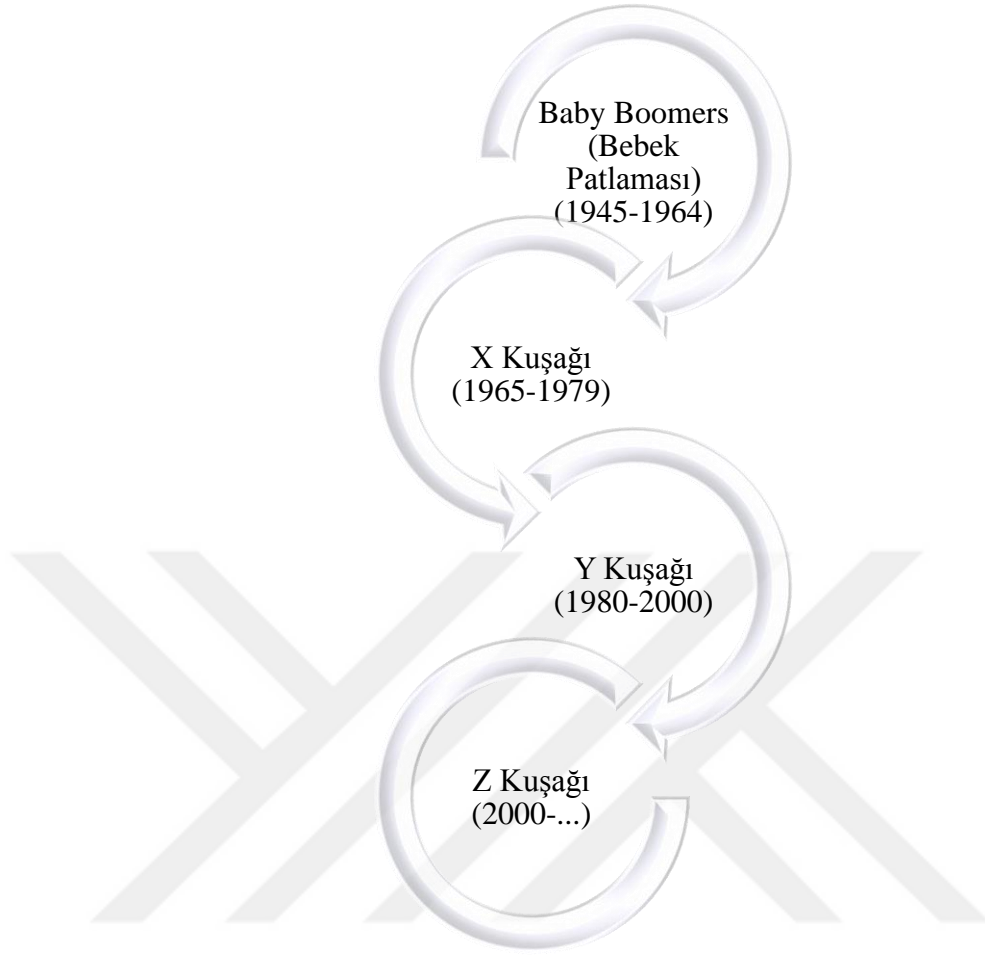 Baby Boomers
(Bebek
Patlaması)
(1945-1964)
X Kuşağı
(1965-1979)
Y Kuşağı
(1980-2000)
Z Kuşağı
(2000-...)